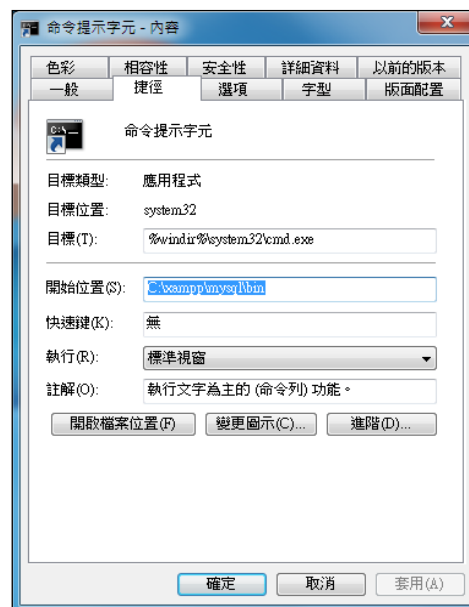 命令提示字元 - 內容
色彩 相容性 安全性 詳細資料 以前的版本
一般 捷徑 選項 字型 版面配置
C:\
命令提示字元
目標類型: 應用程式
目標位置: system32
目標(T): %windir%\system32\cmd.exe
開始位置(S): C:\xampp\mysql\bin
快速鍵(K): 無
執行(R): 標準視窗
註解(O): 執行文字為主的 (命令列) 功能。
開啟檔案位置(F) 變更圖示(C)... 進階(D)...
確定 取消 套用(A)